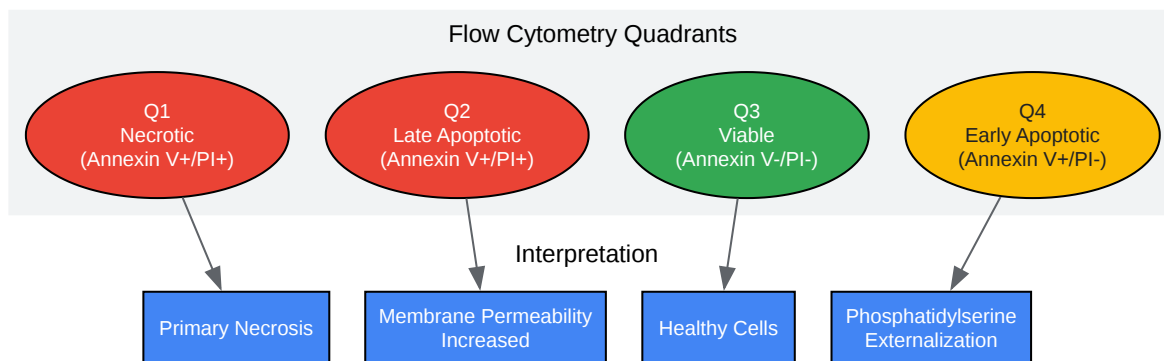 Flow Cytometry Quadrants
Q1
Necrotic
(Annexin V+/PI+)
Q2
Late Apoptotic
(Annexin V+/PI+)
Q3
Viable
(Annexin V-/PI-)
Q4
Early Apoptotic
(Annexin V+/PI-)
Interpretation
Primary Necrosis
Membrane Permeability
Increased
Healthy Cells
Phosphatidylserine
Externalization